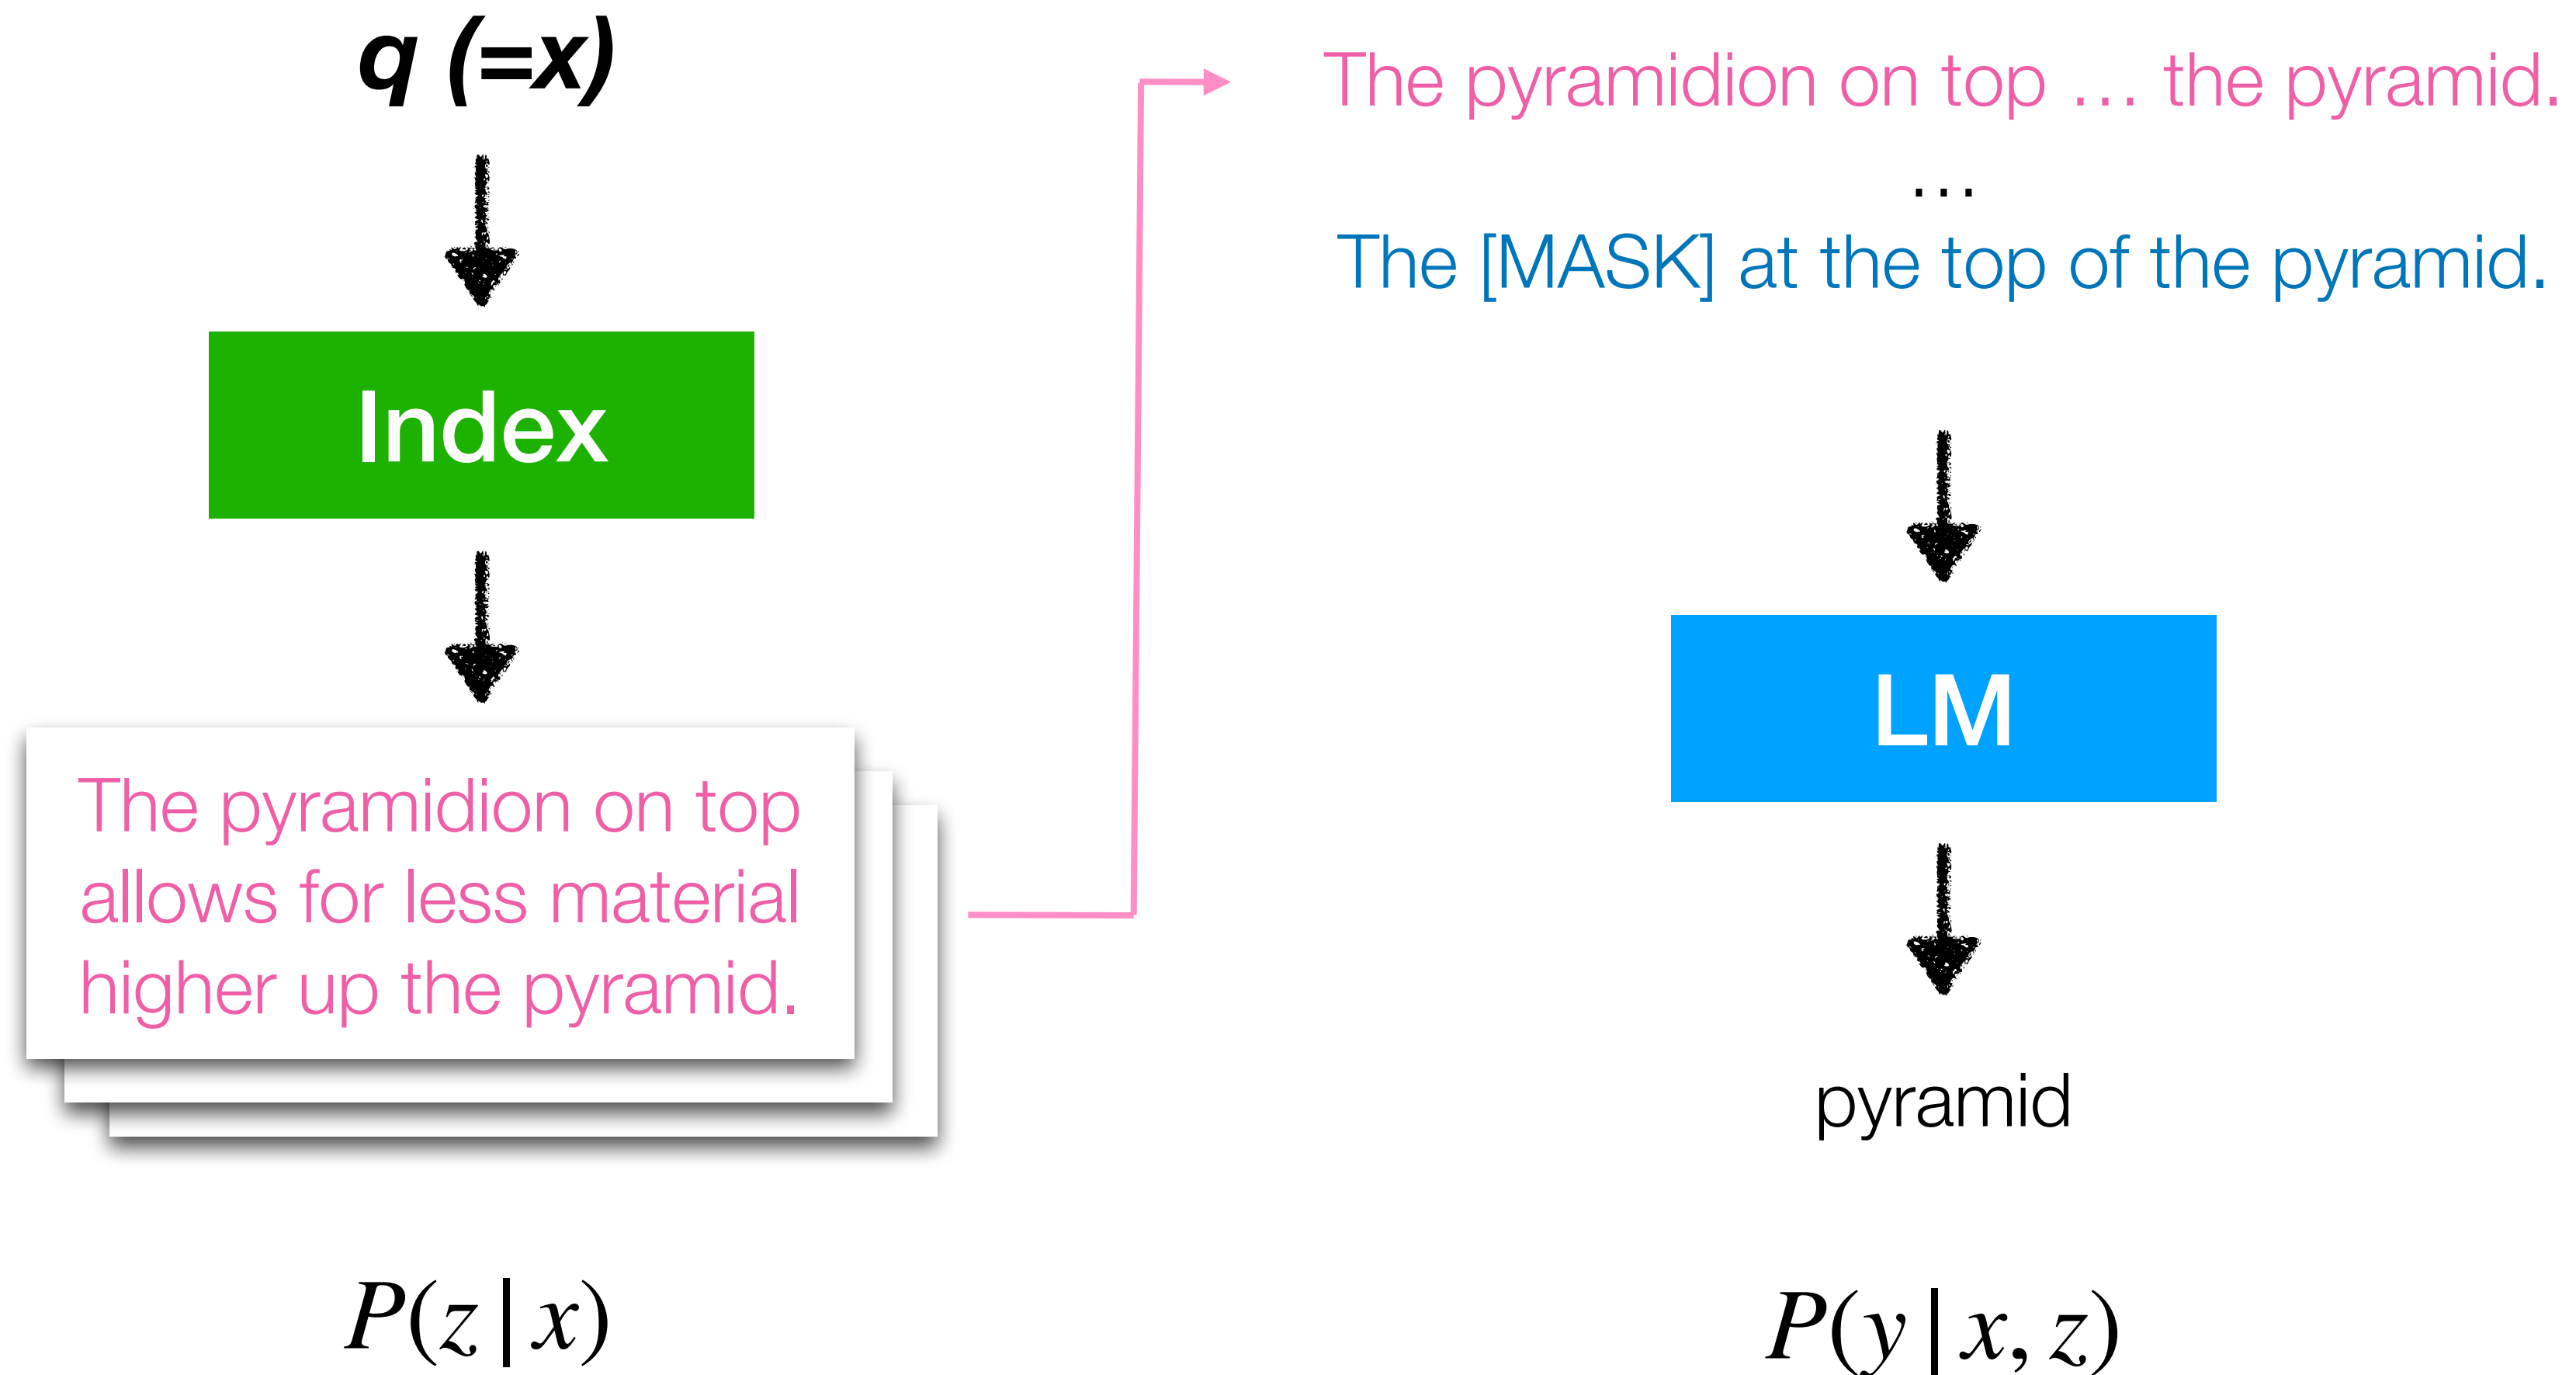 q (=x)
Index
The pyramidion on top
allows for less material
higher up the pyramid.
P(z | x)
The pyramidion on top … the pyramid.
…
The [MASK] at the top of the pyramid.
LM
pyramid
P(y | x, z)